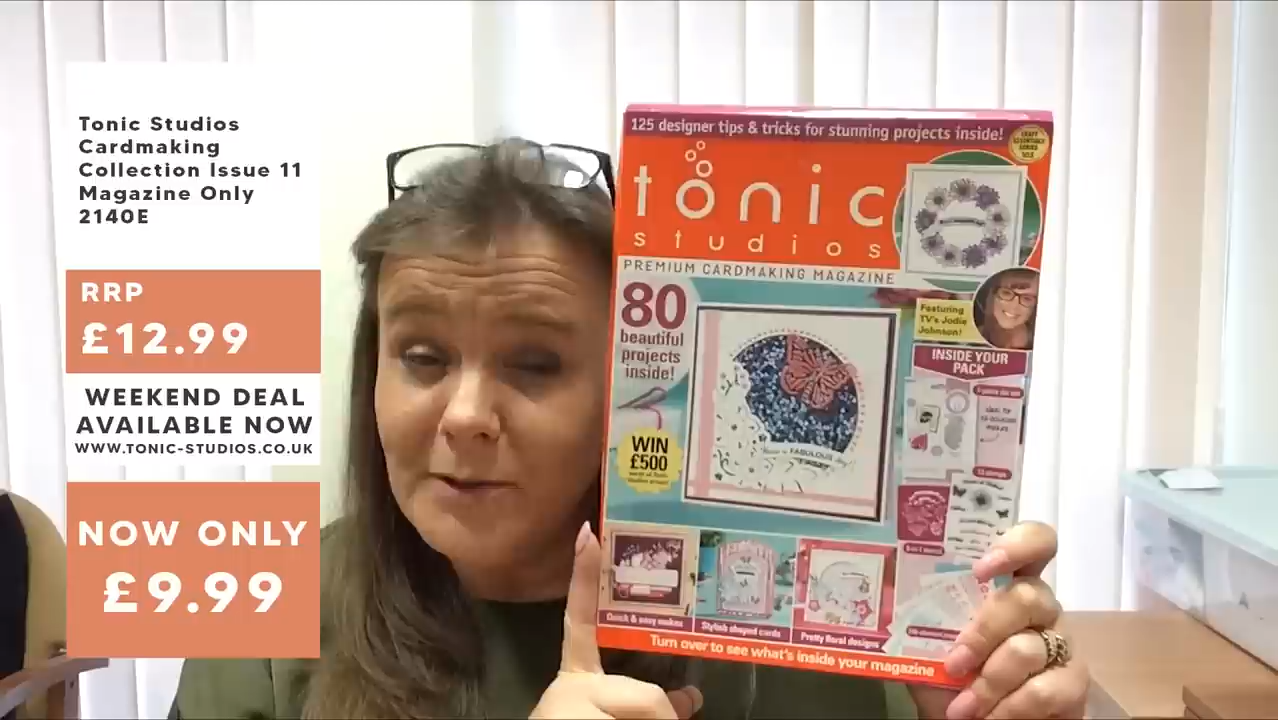 Tonic Studios
Cardmaking
Collection Issue 11
Magazine Only
2140E
RRP
£12.99
WEEKEND DEAL
AVAILABLE NOW
WWW.TONIC-STUDIOS.CO.UK
NOW ONLY
£9.99
125 designer tips & tricks for stunning projects inside!
tonic
studios
PREMIUM CARDMAKING MAGAZINE
80
beautiful
projects
inside!
Featuring
TV's Jodie
Johnson!
INSIDE YOUR
PACK
WIN
£500
FABULOUS
Quick & easy makes
Stylish shaped cards
Pretty floral designs
Turn over to see what's inside your magazine